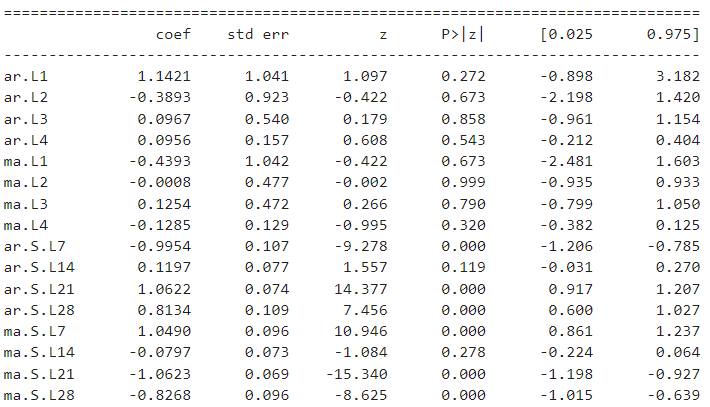 ==============================================================================
coef std err z P>|z| [0.025 0.975]
------------------------------------------------------------------------------
ar.L1 1.1421 1.041 1.097 0.272 -0.898 3.182
ar.L2 -0.3893 0.923 -0.422 0.673 -2.198 1.420
ar.L3 0.0967 0.540 0.179 0.858 -0.961 1.154
ar.L4 0.0956 0.157 0.608 0.543 -0.212 0.404
ma.L1 -0.4393 1.042 -0.422 0.673 -2.481 1.603
ma.L2 -0.0008 0.477 -0.002 0.999 -0.935 0.933
ma.L3 0.1254 0.472 0.266 0.790 -0.799 1.050
ma.L4 -0.1285 0.129 -0.995 0.320 -0.382 0.125
ar.S.L7 -0.9954 0.107 -9.278 0.000 -1.206 -0.785
ar.S.L14 0.1197 0.077 1.557 0.119 -0.031 0.270
ar.S.L21 1.0622 0.074 14.377 0.000 0.917 1.207
ar.S.L28 0.8134 0.109 7.456 0.000 0.600 1.027
ma.S.L7 1.0490 0.096 10.946 0.000 0.861 1.237
ma.S.L14 -0.0797 0.073 -1.084 0.278 -0.224 0.064
ma.S.L21 -1.0623 0.069 -15.340 0.000 -1.198 -0.927
ma.S.L28 -0.8268 0.096 -8.625 0.000 -1.015 -0.639